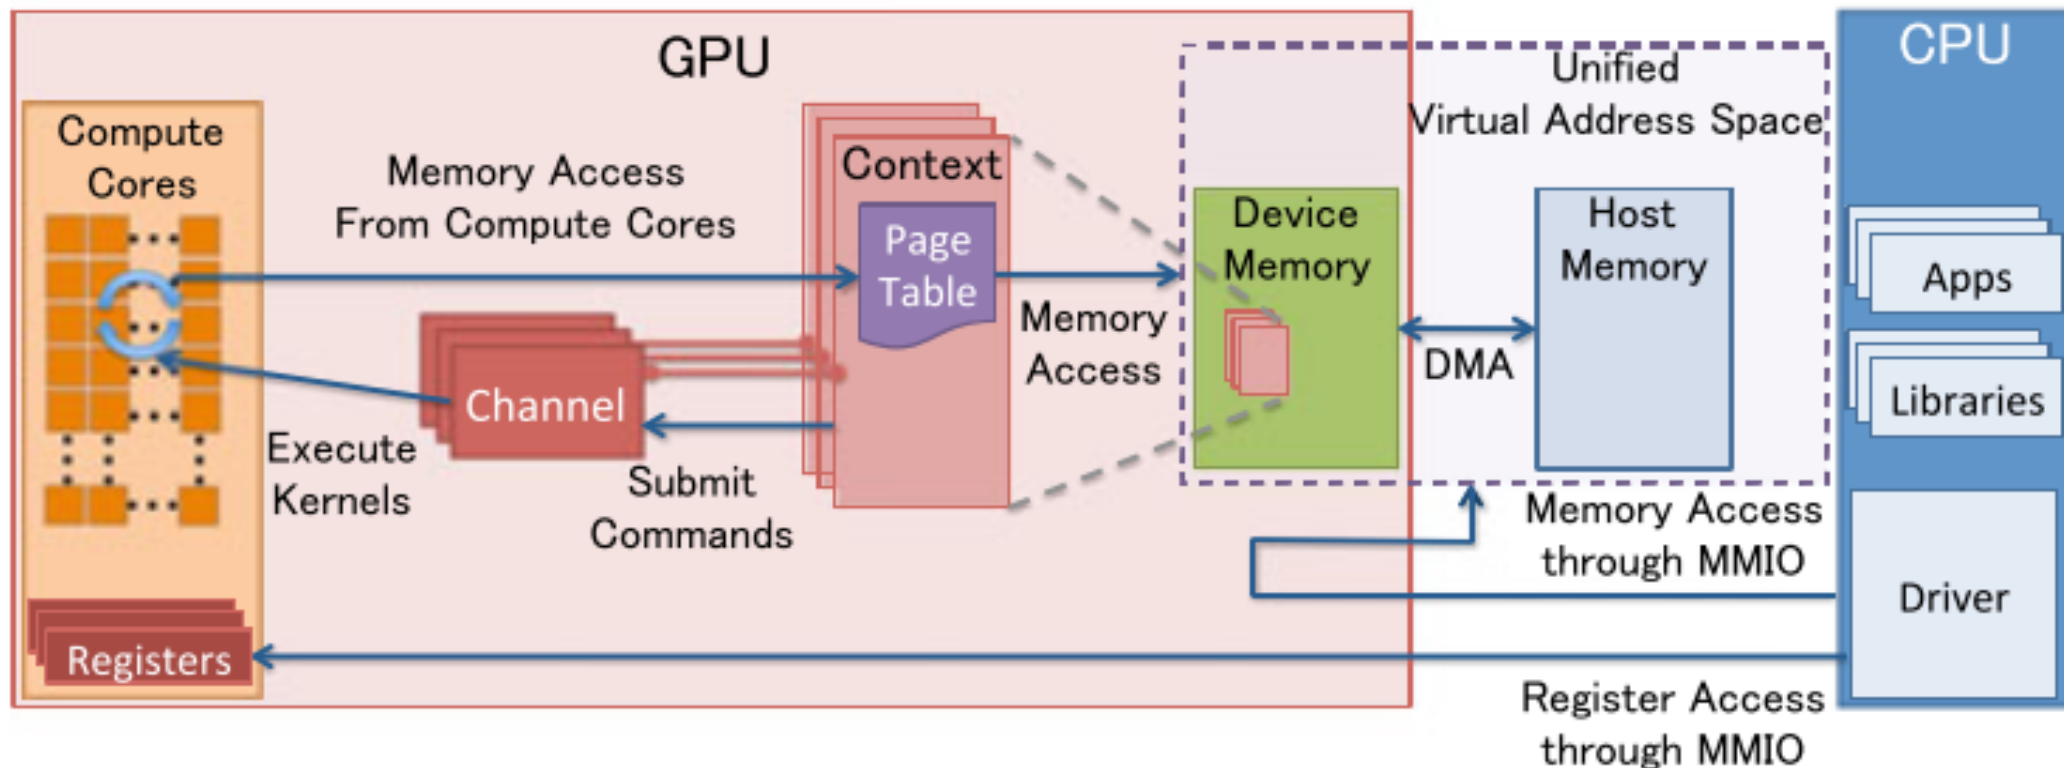 GPU
CPU
Unified
Virtual Address Space
Compute
Cores
Memory Access
From Compute Cores
Context
Page
Table
Memory
Access
Device
Memory
Host
Memory
DMA
Apps
Libraries
Channel
Execute
Kernels
Submit
Commands
Memory Access
through MMIO
Driver
Registers
Register Access
through MMIO